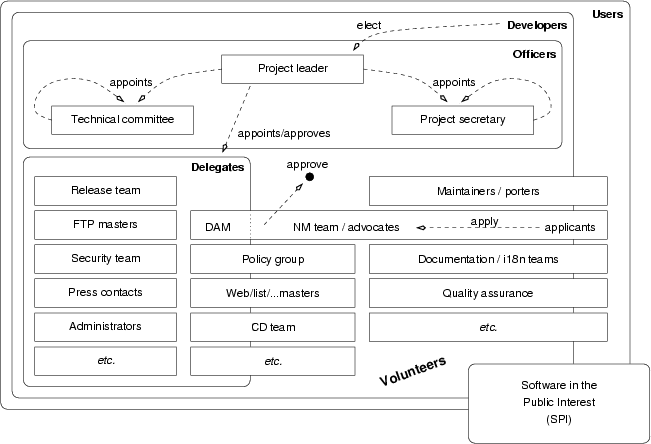 Users
elect
Developers
Officers
Project leader
appoints
appoints
Technical committee
Project secretary
appoints/approves
Delegates
approve
Release team
Maintainers / porters
FTP masters
DAM
NM team / advocates
apply
applicants
Security team
Policy group
Documentation / i18n teams
Press contacts
Web/list/...masters
Quality assurance
Administrators
CD team
etc.
etc.
etc.
Volunteers
Software in the
Public Interest
(SPI)